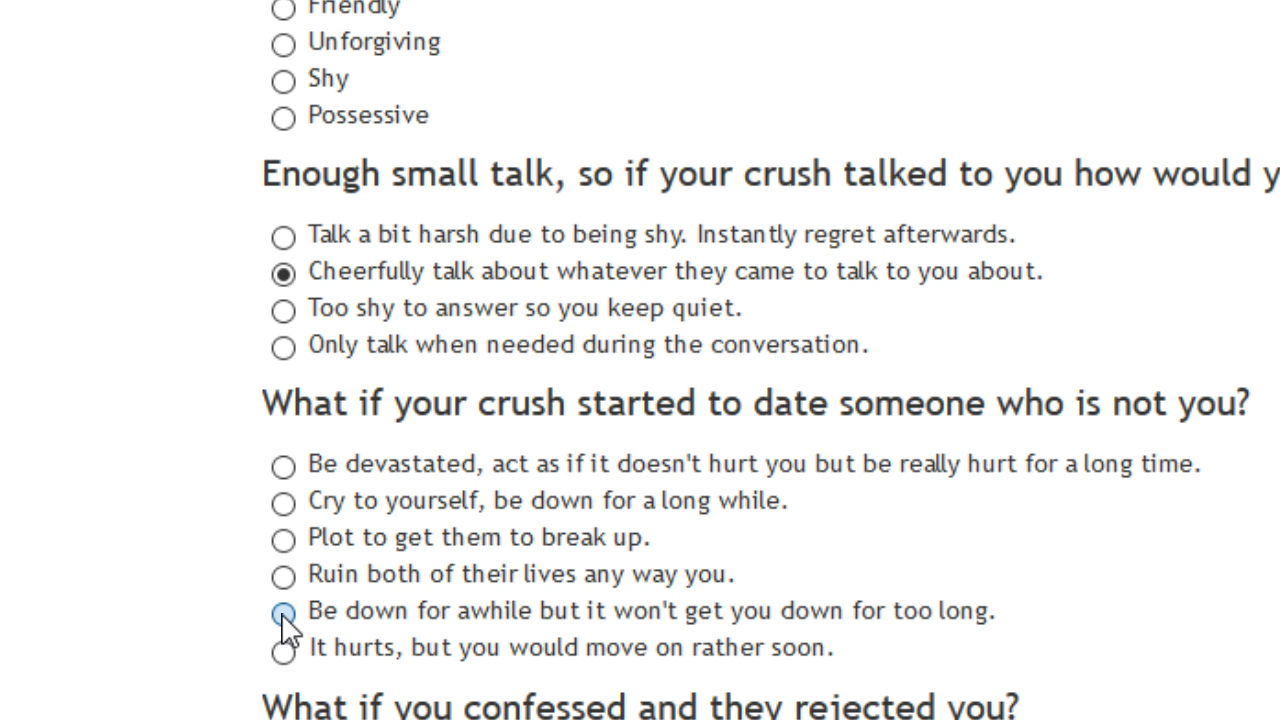 Friendly
Unforgiving
Shy
Possessive
Enough small talk, so if your crush talked to you how would y
Talk a bit harsh due to being shy. Instantly regret afterwards.
Cheerfully talk about whatever they came to talk to you about.
Too shy to answer so you keep quiet.
Only talk when needed during the conversation.
What if your crush started to date someone who is not you?
Be devastated, act as if it doesn't hurt you but be really hurt for a long time.
Cry to yourself, be down for a long while.
Plot to get them to break up.
Ruin both of their lives any way you.
Be down for awhile but it won't get you down for too long.
It hurts, but you would move on rather soon.
What if you confessed and they rejected you?